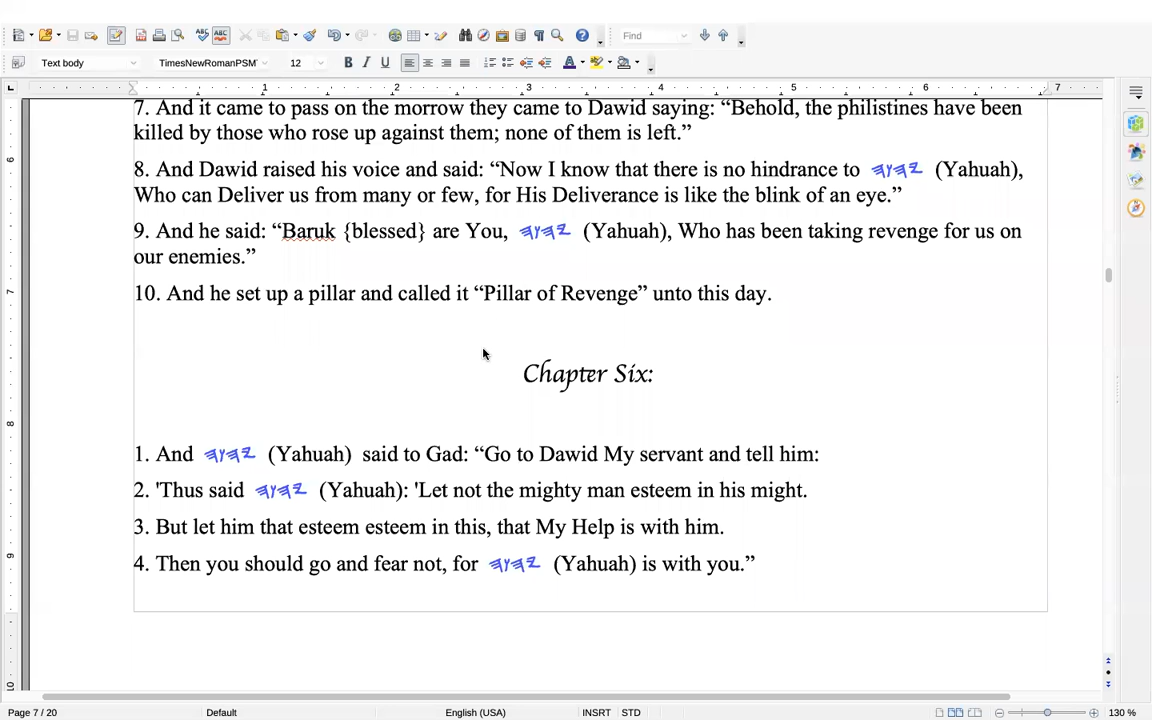 Find
Text body
TimesNewRomanPSM
12
1 2 3 4 5 6 7
7. And it came to pass on the morrow they came to Dawid saying: “Behold, the philistines have been
killed by those who rose up against them; none of them is left.”
8. And Dawid raised his voice and said: “Now I know that there is no hindrance to 𐤉𐤄𐤅𐤄 (Yahuah),
Who can Deliver us from many or few, for His Deliverance is like the blink of an eye.”
9. And he said: “Baruk {blessed} are You, 𐤉𐤄𐤅𐤄 (Yahuah), Who has been taking revenge for us on
our enemies.”
10. And he set up a pillar and called it “Pillar of Revenge” unto this day.
Chapter Six:
1. And 𐤉𐤄𐤅𐤄 (Yahuah) said to Gad: “Go to Dawid My servant and tell him:
2. 'Thus said 𐤉𐤄𐤅𐤄 (Yahuah): 'Let not the mighty man esteem in his might.
3. But let him that esteem esteem in this, that My Help is with him.
4. Then you should go and fear not, for 𐤉𐤄𐤅𐤄 (Yahuah) is with you.”
Page 7 / 20
Default
English (USA)
INSRT
STD
130 %